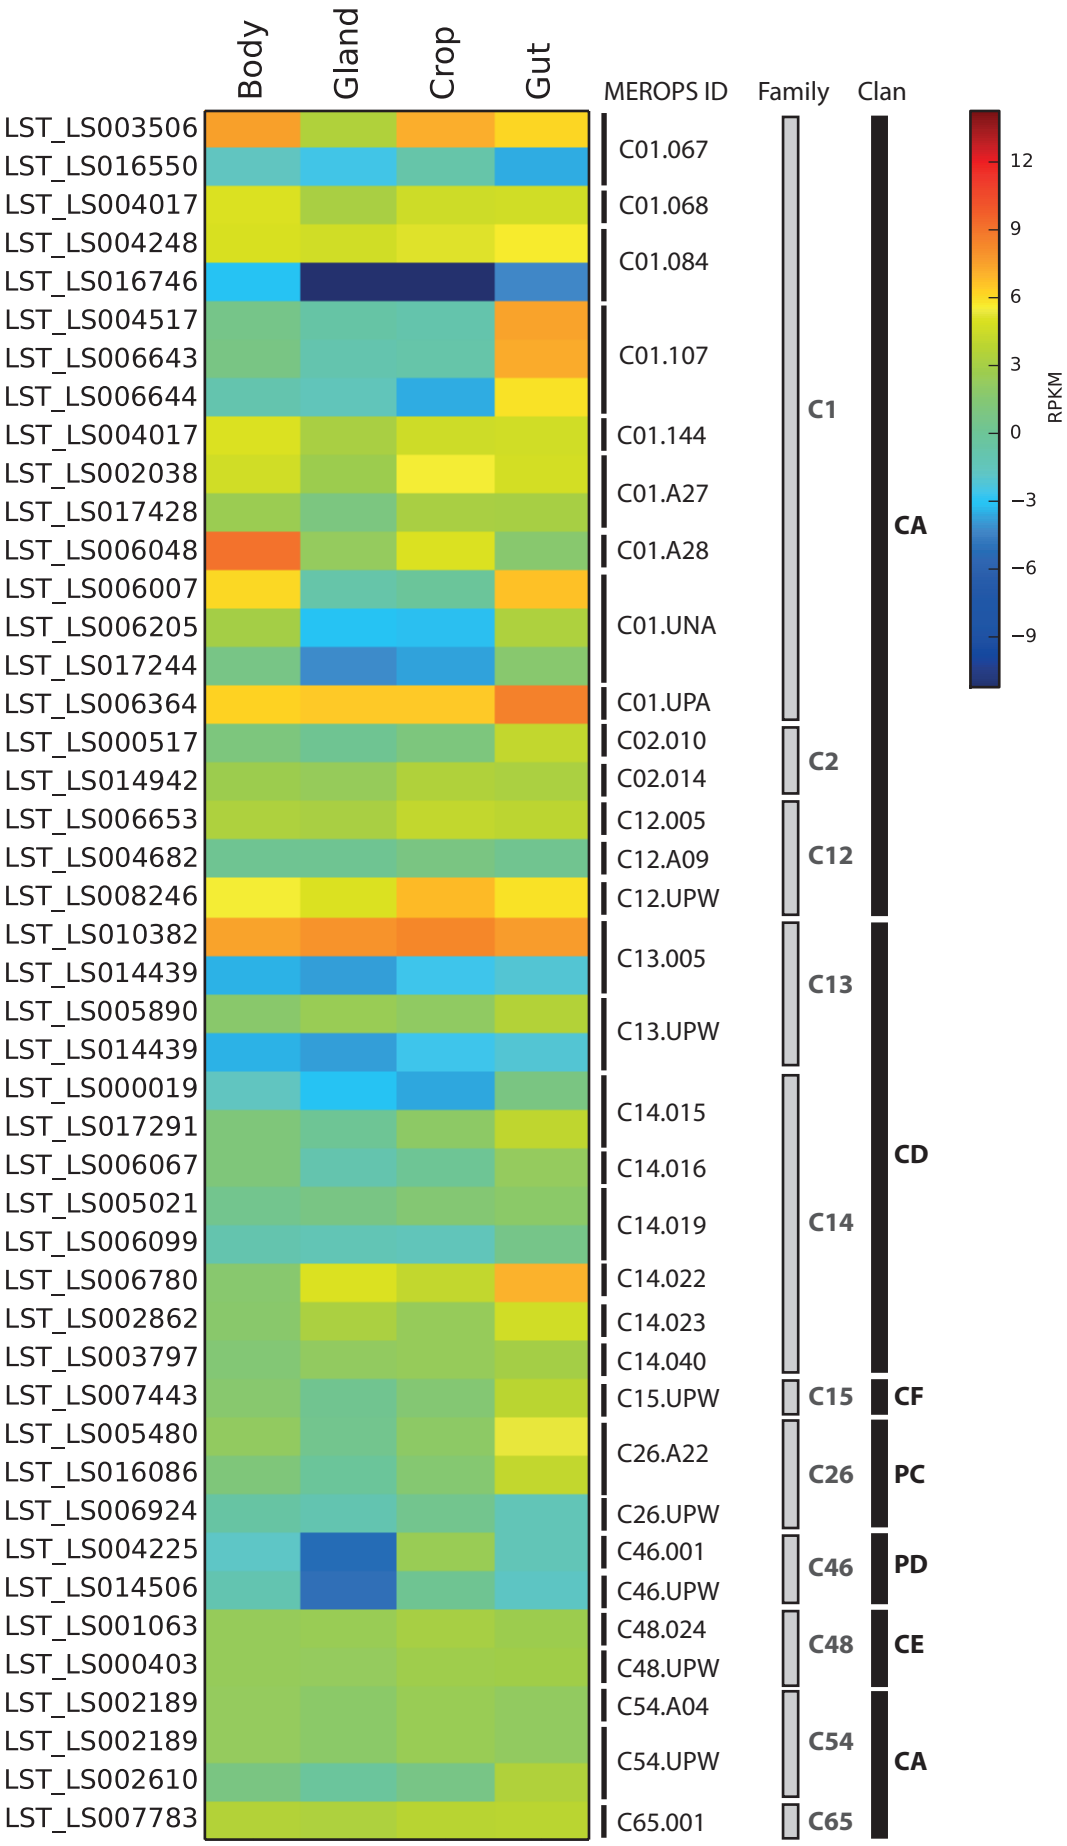 Body Gland Crop Gut
MEROPS ID Family Clan
LST_LS003506
LST_LS016550
LST_LS004017
LST_LS004248
LST_LS016746
LST_LS004517
LST_LS006643
LST_LS006644
LST_LS004017
LST_LS002038
LST_LS017428
LST_LS006048
LST_LS006007
LST_LS006205
LST_LS017244
LST_LS006364
LST_LS000517
LST_LS014942
LST_LS006653
LST_LS004682
LST_LS008246
LST_LS010382
LST_LS014439
LST_LS005890
LST_LS014439
LST_LS000019
LST_LS017291
LST_LS006067
LST_LS005021
LST_LS006099
LST_LS006780
LST_LS002862
LST_LS003797
LST_LS007443
LST_LS005480
LST_LS016086
LST_LS006924
LST_LS004225
LST_LS014506
LST_LS001063
LST_LS000403
LST_LS002189
LST_LS002189
LST_LS002610
LST_LS007783
C01.067
C01.068
C01.084
C01.107
C01.144
C01.A27
C01.A28
C01.UNA
C01.UPA
C02.010
C02.014
C12.005
C12.A09
C12.UPW
C13.005
C13.UPW
C14.015
C14.016
C14.019
C14.022
C14.023
C14.040
C15.UPW
C26.A22
C26.UPW
C46.001
C46.UPW
C48.024
C48.UPW
C54.A04
C54.UPW
C65.001
C1
C2
C12
C13
C14
C15
C26
C46
C48
C54
C65
CA
CD
CF
PC
PD
CE
CA
12
9
6
3
0
−3
−6
−9
RPKM